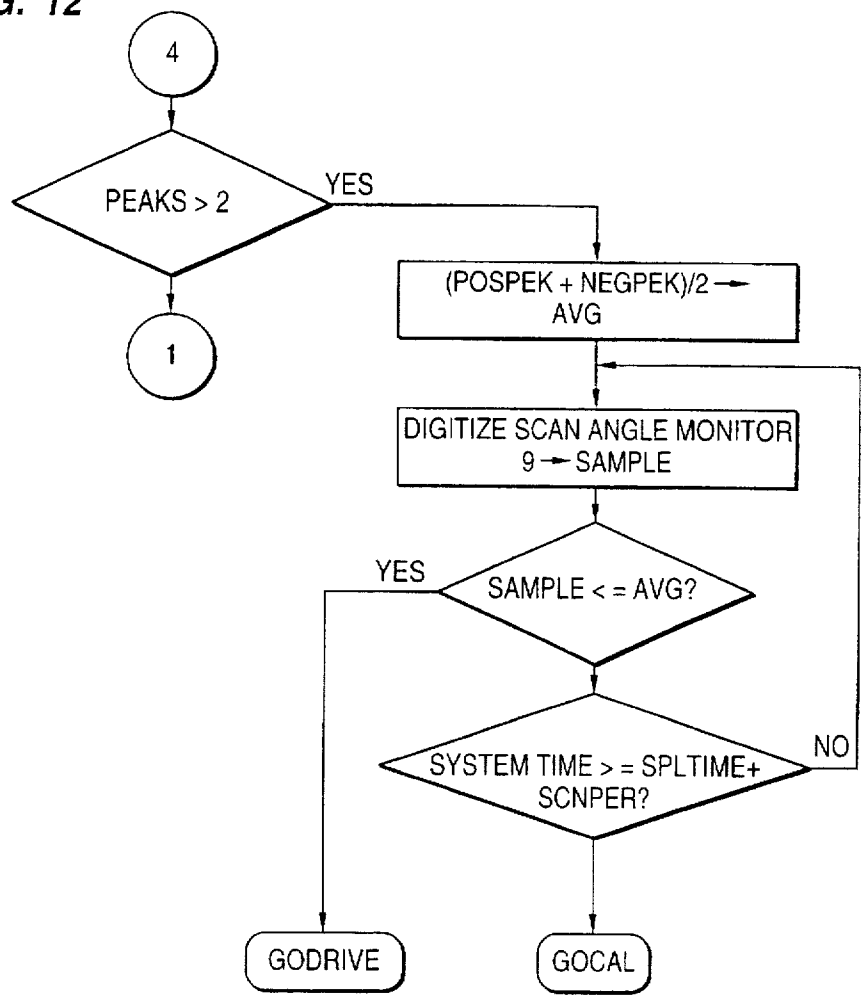 G. 12
4
PEAKS > 2
YES
(POSPEK + NEGPEK)/2 →
AVG
1
DIGITIZE SCAN ANGLE MONITOR
9 → SAMPLE
YES
SAMPLE < = AVG?
SYSTEM TIME > = SPLTIME+
SCNPER?
NO
GODRIVE
GOCAL